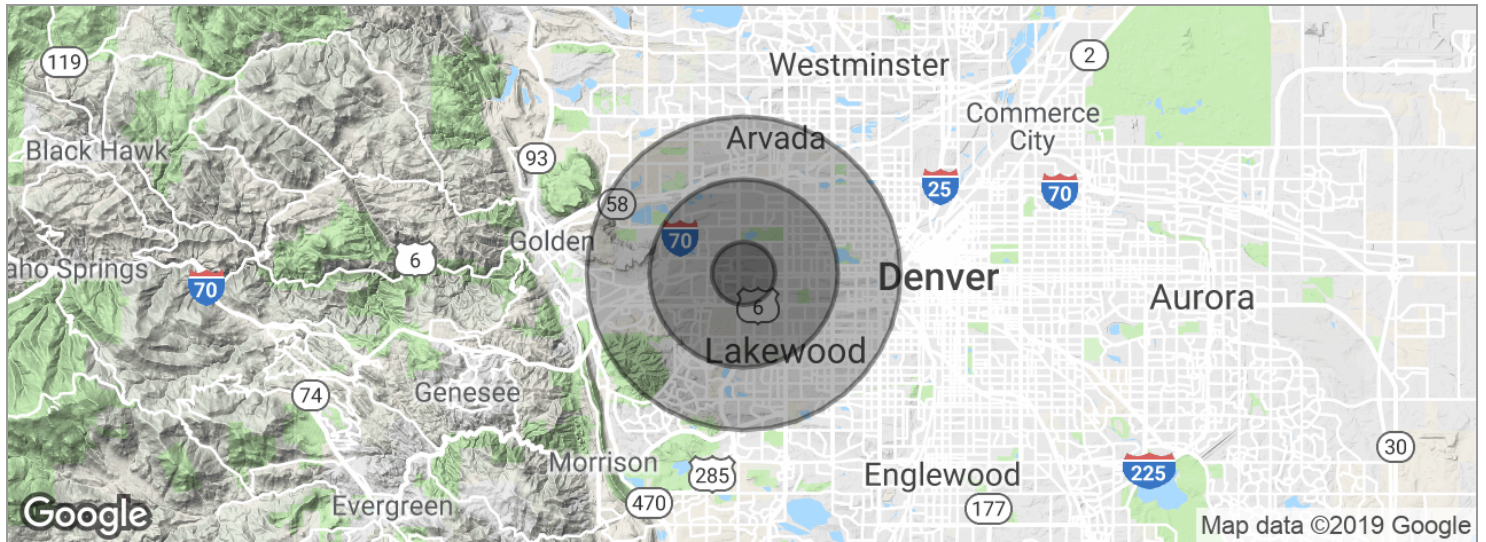 119
Westminster
2
Commerce
City
Black Hawk
Arvada
93
25
70
58
70
Golden
6
aho Springs
70
Denver
Aurora
6
Lakewood
74
Genesee
30
Morrison
285
Englewood
225
Evergreen
470
177
Google
Map data ©2019 Google